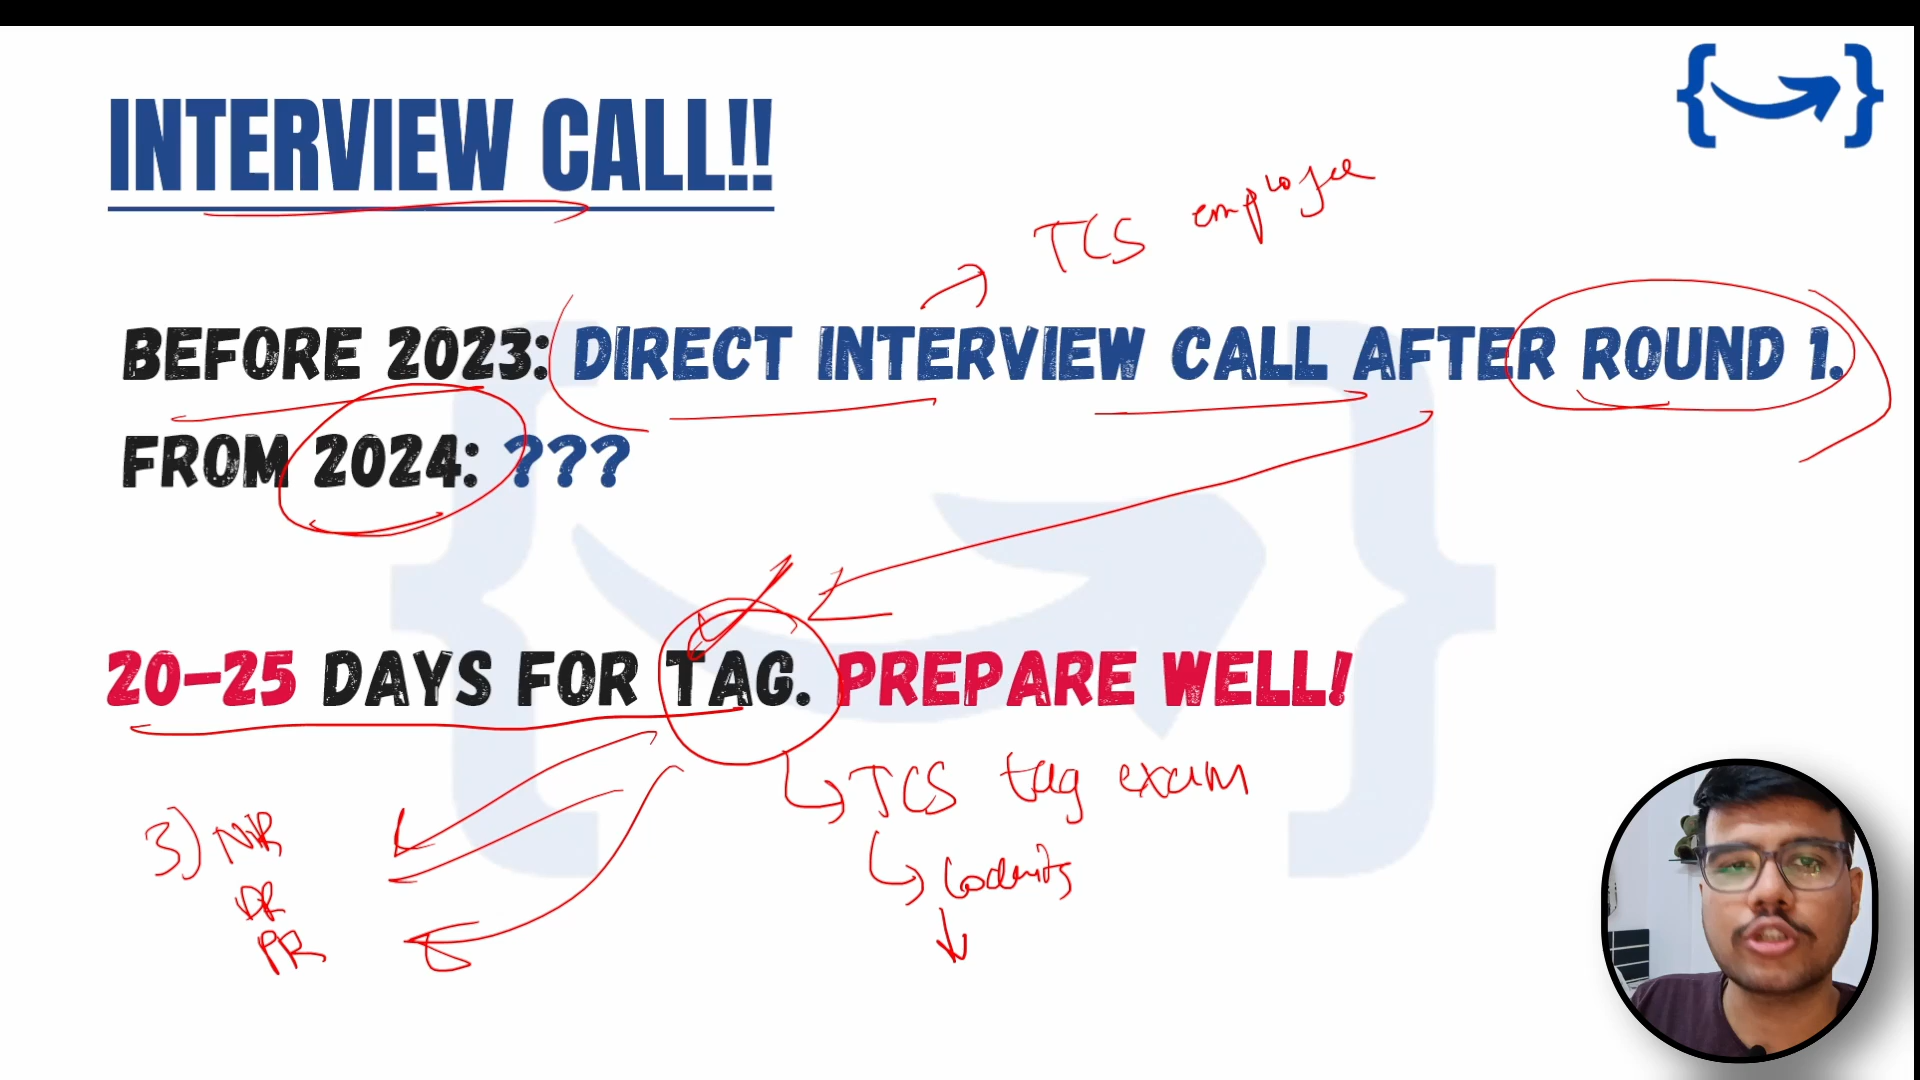 INTERVIEW CALL!!
TCS employee
BEFORE 2023: DIRECT INTERVIEW CALL AFTER ROUND 1.
FROM 2024: ???
20-25 DAYS FOR TAG. PREPARE WELL!
TCS tag exam
3) NR
DR
PR